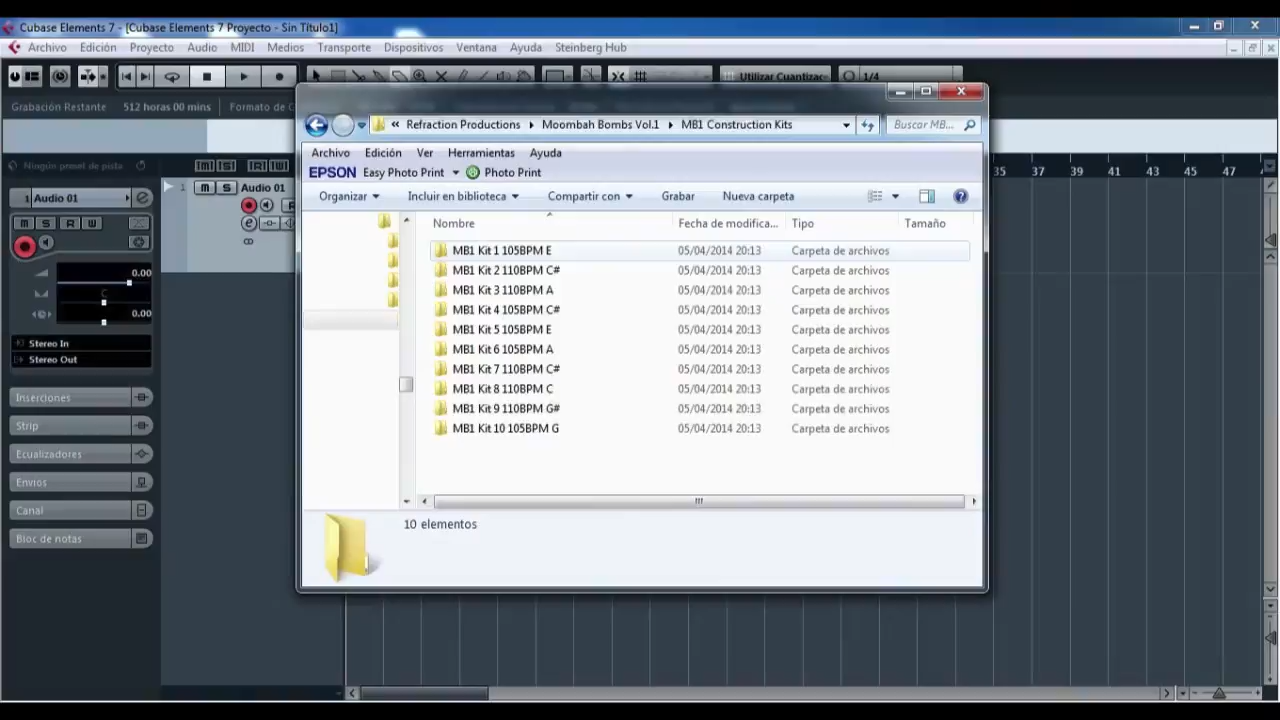 Cubase Elements 7 - [Cubase Elements 7 Proyecto - Sin Título1]
Archivo Edición Proyecto Audio MIDI Medios Transporte Dispositivos Ventana Ayuda Steinberg Hub
Utilizar Cuantizac 1/4
Grabación Restante 512 horas 00 mins Formato de
« Refraction Productions Moombah Bombs Vol.1 MB1 Construction Kits Buscar MB...
Archivo Edición Ver Herramientas Ayuda
EPSON Easy Photo Print Photo Print
Organizar Incluir en biblioteca Compartir con Grabar Nueva carpeta
Nombre Fecha de modifica... Tipo Tamaño
MB1 Kit 1 105BPM E 05/04/2014 20:13 Carpeta de archivos
MB1 Kit 2 110BPM C# 05/04/2014 20:13 Carpeta de archivos
MB1 Kit 3 110BPM A 05/04/2014 20:13 Carpeta de archivos
MB1 Kit 4 105BPM C# 05/04/2014 20:13 Carpeta de archivos
MB1 Kit 5 105BPM E 05/04/2014 20:13 Carpeta de archivos
MB1 Kit 6 105BPM A 05/04/2014 20:13 Carpeta de archivos
MB1 Kit 7 110BPM C# 05/04/2014 20:13 Carpeta de archivos
MB1 Kit 8 110BPM C 05/04/2014 20:13 Carpeta de archivos
MB1 Kit 9 110BPM G# 05/04/2014 20:13 Carpeta de archivos
MB1 Kit 10 105BPM G 05/04/2014 20:13 Carpeta de archivos
10 elementos
Ningún preset de pista
M S R W
1 M S Audio 01
R
e
1 Audio 01
M S R W
0.00
C
0.00
Stereo In
Stereo Out
Inserciones
Strip
Ecualizadores
Envios
Canal
Bloc de notas
35 37 39 41 43 45 47